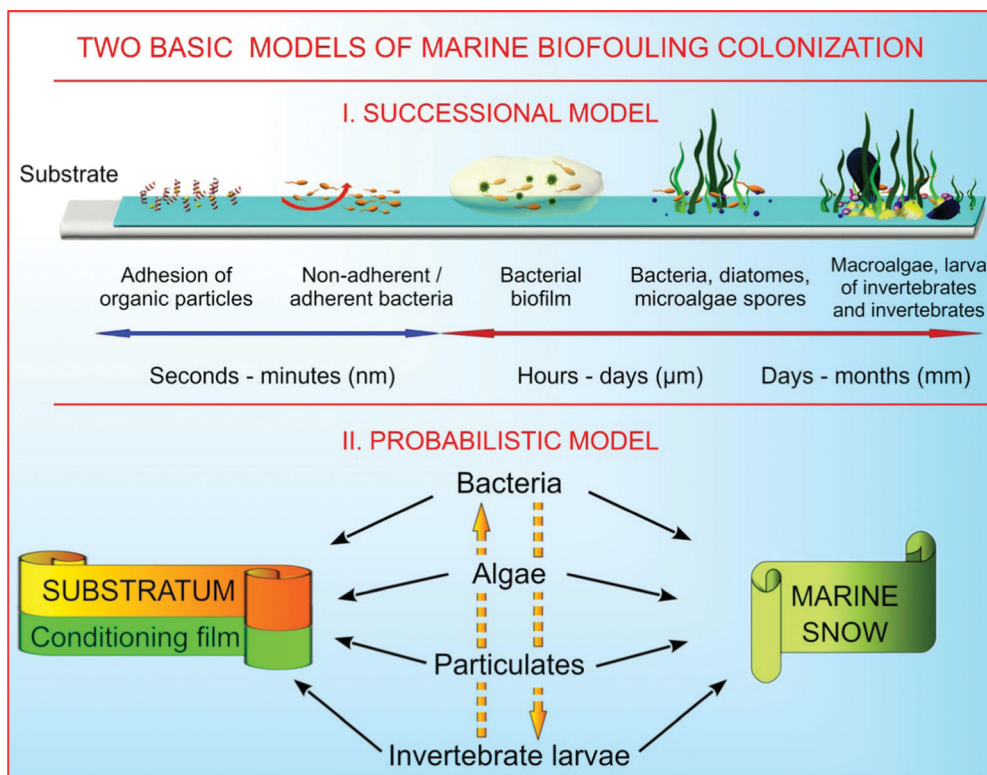 TWO BASIC MODELS OF MARINE BIOFOULING COLONIZATION
I. SUCCESSIONAL MODEL
Substrate
Adhesion of
organic particles
Non-adherent /
adherent bacteria
Bacterial
biofilm
Bacteria, diatomes,
microalgae spores
Macroalgae, larva
of invertebrates
and invertebrates
Seconds - minutes (nm)
Hours - days (µm)
Days - months (mm)
II. PROBABILISTIC MODEL
Bacteria
Algae
Particulates
Invertebrate larvae
SUBSTRATUM
Conditioning film
MARINE
SNOW